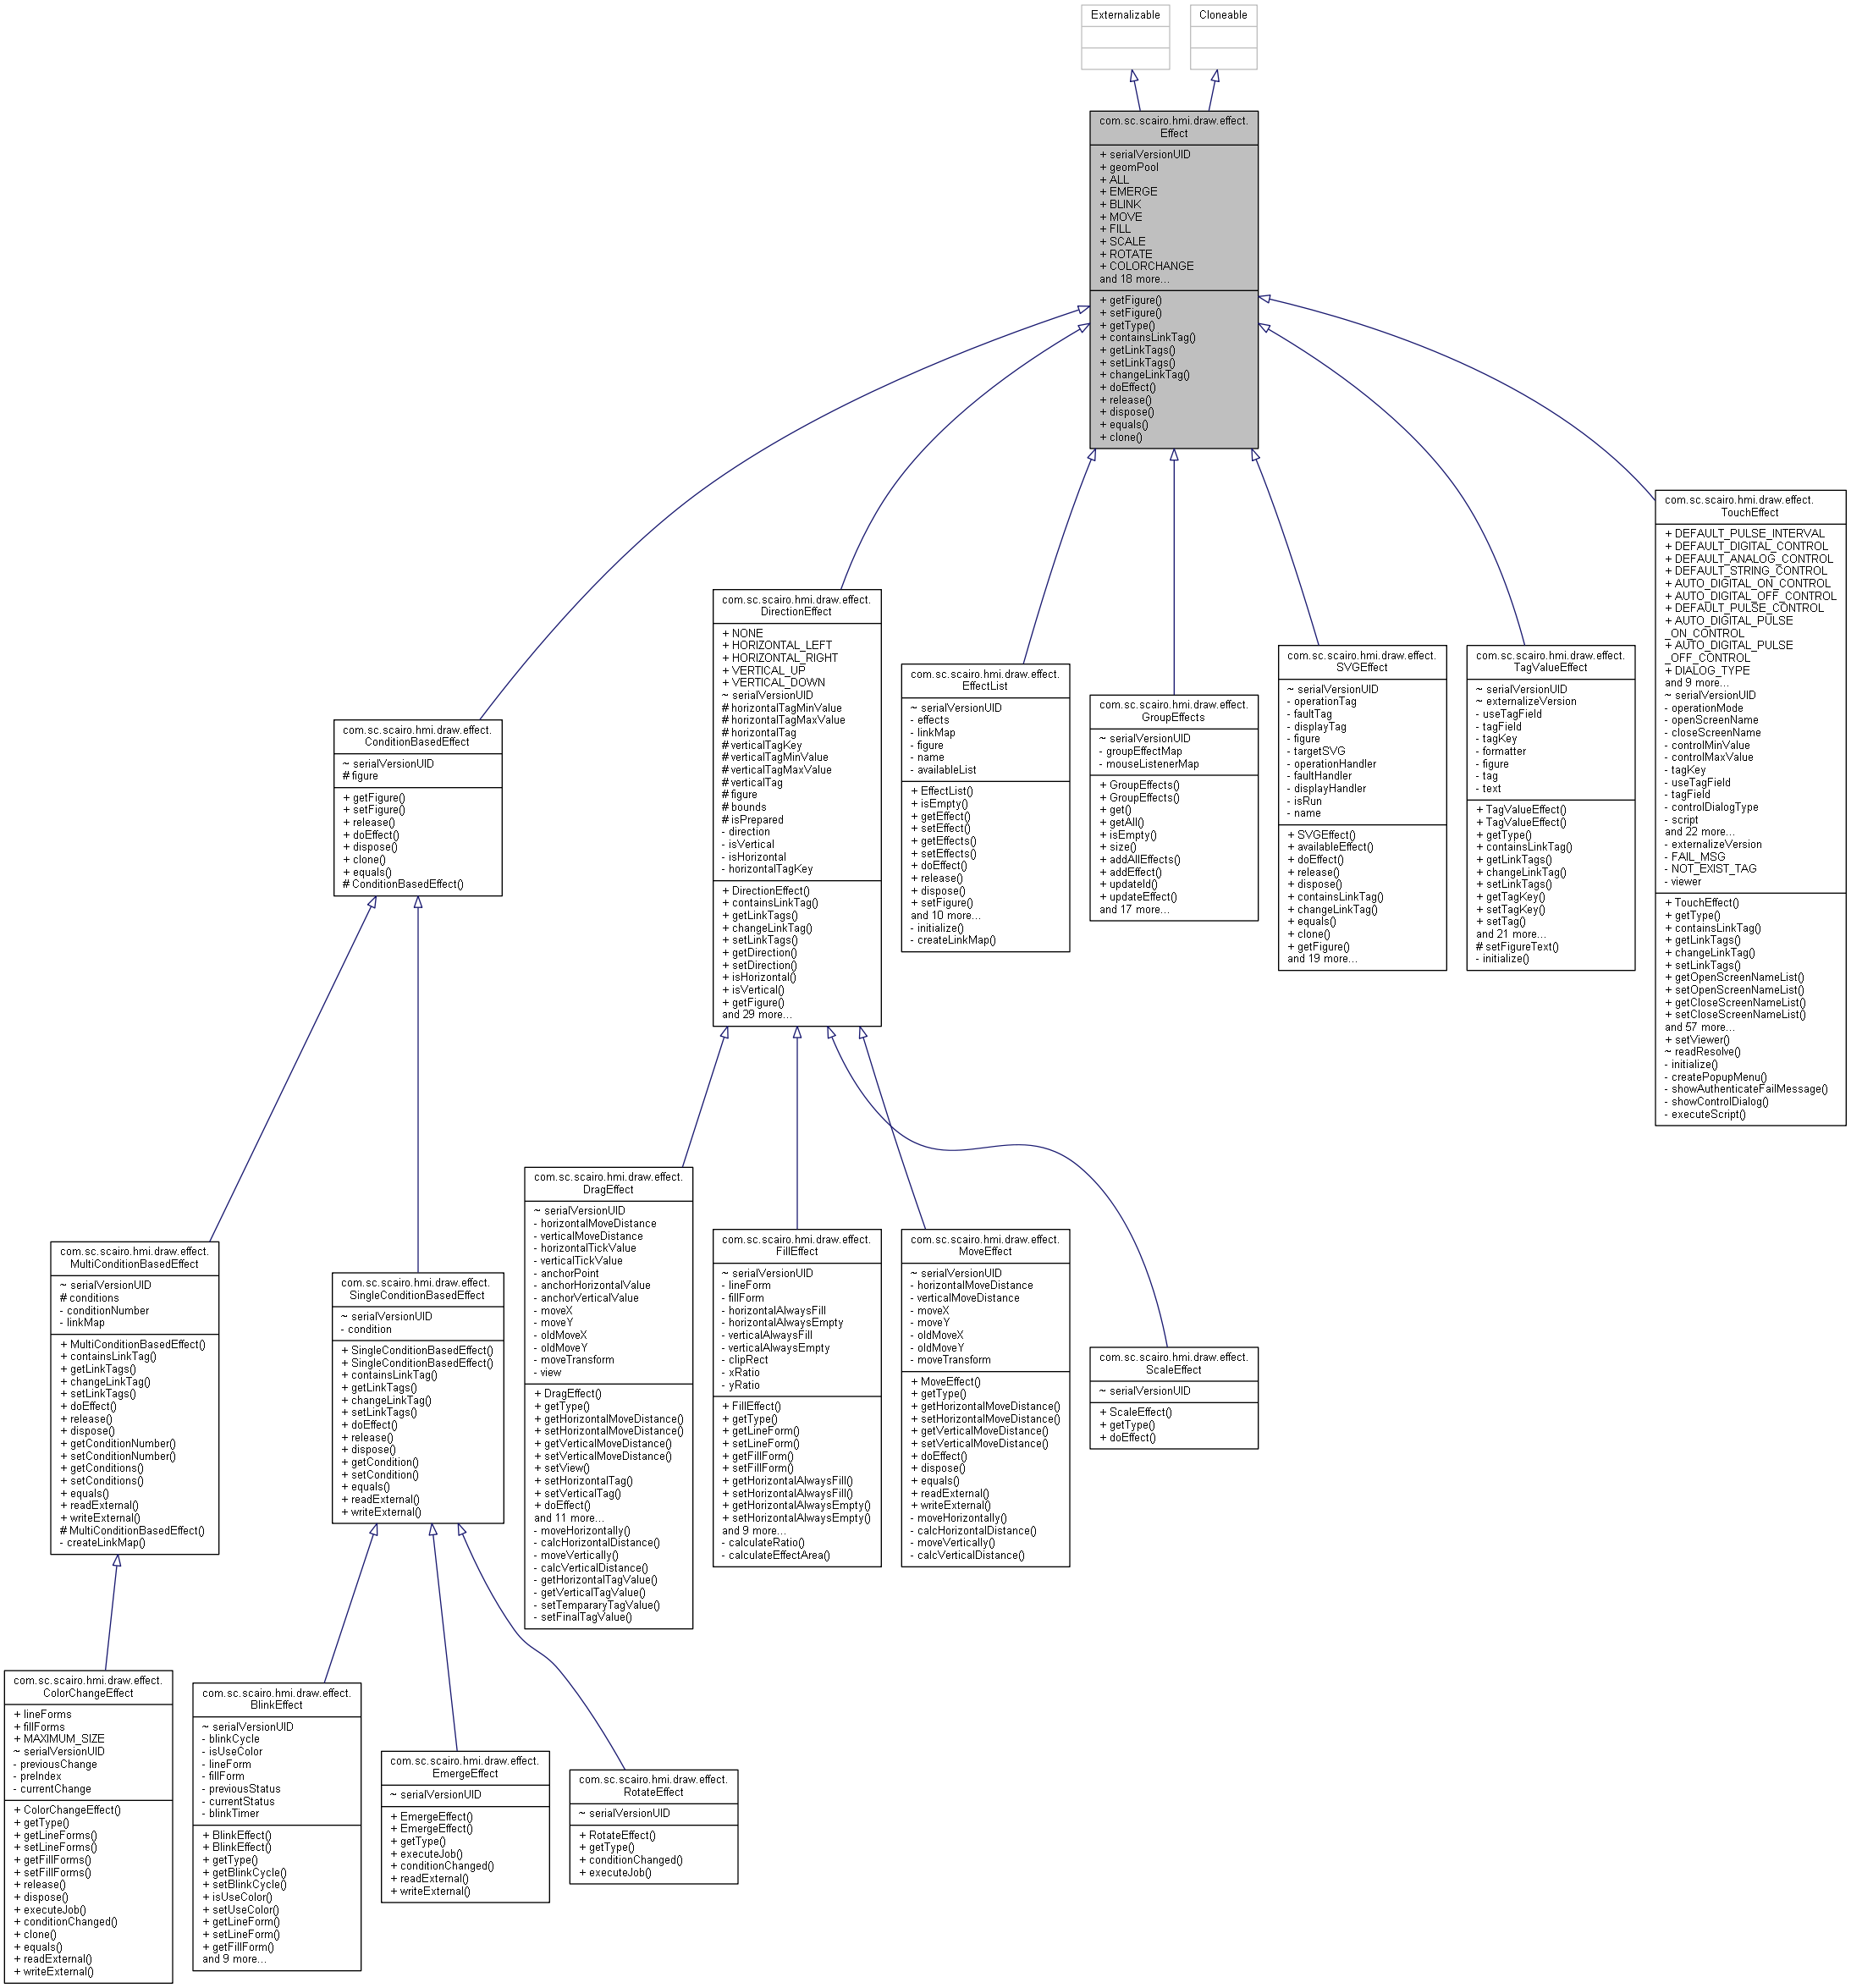 Externalizable
Cloneable
com.sc.scairo.hmi.draw.effect.
Effect
+ serialVersionUID
+ geomPool
+ ALL
+ EMERGE
+ BLINK
+ MOVE
+ FILL
+ SCALE
+ ROTATE
+ COLORCHANGE
and 18 more...
+ getFigure()
+ setFigure()
+ getType()
+ containsLinkTag()
+ getLinkTags()
+ setLinkTags()
+ changeLinkTag()
+ doEffect()
+ release()
+ dispose()
+ equals()
+ clone()
com.sc.scairo.hmi.draw.effect.
ConditionBasedEffect
~ serialVersionUID
# figure
+ getFigure()
+ setFigure()
+ release()
+ doEffect()
+ dispose()
+ clone()
+ equals()
# ConditionBasedEffect()
com.sc.scairo.hmi.draw.effect.
DirectionEffect
+ NONE
+ HORIZONTAL_LEFT
+ HORIZONTAL_RIGHT
+ VERTICAL_UP
+ VERTICAL_DOWN
~ serialVersionUID
# horizontalTagMinValue
# horizontalTagMaxValue
# horizontalTag
# verticalTagKey
# verticalTagMinValue
# verticalTagMaxValue
# verticalTag
# figure
# bounds
# isPrepared
- direction
- isVertical
- isHorizontal
- horizontalTagKey
+ DirectionEffect()
+ containsLinkTag()
+ getLinkTags()
+ changeLinkTag()
+ setLinkTags()
+ getDirection()
+ setDirection()
+ isHorizontal()
+ isVertical()
+ getFigure()
and 29 more...
com.sc.scairo.hmi.draw.effect.
EffectList
~ serialVersionUID
- effects
- linkMap
- figure
- name
- availableList
+ EffectList()
+ isEmpty()
+ getEffect()
+ setEffect()
+ getEffects()
+ setEffects()
+ doEffect()
+ release()
+ dispose()
+ setFigure()
and 10 more...
- initialize()
- createLinkMap()
com.sc.scairo.hmi.draw.effect.
GroupEffects
~ serialVersionUID
- groupEffectMap
- mouseListenerMap
+ GroupEffects()
+ GroupEffects()
+ get()
+ getAll()
+ isEmpty()
+ size()
+ addAllEffects()
+ addEffect()
+ updateId()
+ updateEffect()
and 17 more...
com.sc.scairo.hmi.draw.effect.
SVGEffect
~ serialVersionUID
- operationTag
- faultTag
- displayTag
- figure
- targetSVG
- operationHandler
- faultHandler
- displayHandler
- isRun
- name
+ SVGEffect()
+ availableEffect()
+ doEffect()
+ release()
+ dispose()
+ containsLinkTag()
+ changeLinkTag()
+ equals()
+ clone()
+ getFigure()
and 19 more...
com.sc.scairo.hmi.draw.effect.
TagValueEffect
~ serialVersionUID
~ externalizeVersion
- useTagField
- tagField
- tagKey
- formatter
- figure
- tag
- text
+ TagValueEffect()
+ TagValueEffect()
+ getType()
+ containsLinkTag()
+ getLinkTags()
+ changeLinkTag()
+ setLinkTags()
+ getTagKey()
+ setTagKey()
+ setTag()
and 21 more...
# setFigureText()
- initialize()
com.sc.scairo.hmi.draw.effect.
TouchEffect
+ DEFAULT_PULSE_INTERVAL
+ DEFAULT_DIGITAL_CONTROL
+ DEFAULT_ANALOG_CONTROL
+ DEFAULT_STRING_CONTROL
+ AUTO_DIGITAL_ON_CONTROL
+ AUTO_DIGITAL_OFF_CONTROL
+ DEFAULT_PULSE_CONTROL
+ AUTO_DIGITAL_PULSE
_ON_CONTROL
+ AUTO_DIGITAL_PULSE
_OFF_CONTROL
+ DIALOG_TYPE
and 9 more...
~ serialVersionUID
- operationMode
- openScreenName
- closeScreenName
- controlMinValue
- controlMaxValue
- tagKey
- useTagField
- tagField
- controlDialogType
- script
and 22 more...
- externalizeVersion
- FAIL_MSG
- NOT_EXIST_TAG
- viewer
+ TouchEffect()
+ getType()
+ containsLinkTag()
+ getLinkTags()
+ changeLinkTag()
+ setLinkTags()
+ getOpenScreenNameList()
+ setOpenScreenNameList()
+ getCloseScreenNameList()
+ setCloseScreenNameList()
and 57 more...
+ setViewer()
~ readResolve()
- initialize()
- createPopupMenu()
- showAuthenticateFailMessage()
- showControlDialog()
- executeScript()
com.sc.scairo.hmi.draw.effect.
MultiConditionBasedEffect
~ serialVersionUID
# conditions
- conditionNumber
- linkMap
+ MultiConditionBasedEffect()
+ containsLinkTag()
+ getLinkTags()
+ changeLinkTag()
+ setLinkTags()
+ doEffect()
+ release()
+ dispose()
+ getConditionNumber()
+ setConditionNumber()
+ getConditions()
+ setConditions()
+ equals()
+ readExternal()
+ writeExternal()
# MultiConditionBasedEffect()
- createLinkMap()
com.sc.scairo.hmi.draw.effect.
SingleConditionBasedEffect
~ serialVersionUID
- condition
+ SingleConditionBasedEffect()
+ SingleConditionBasedEffect()
+ containsLinkTag()
+ getLinkTags()
+ changeLinkTag()
+ setLinkTags()
+ doEffect()
+ release()
+ dispose()
+ getCondition()
+ setCondition()
+ equals()
+ readExternal()
+ writeExternal()
com.sc.scairo.hmi.draw.effect.
DragEffect
~ serialVersionUID
- horizontalMoveDistance
- verticalMoveDistance
- horizontalTickValue
- verticalTickValue
- anchorPoint
- anchorHorizontalValue
- anchorVerticalValue
- moveX
- moveY
- oldMoveX
- oldMoveY
- moveTransform
- view
+ DragEffect()
+ getType()
+ getHorizontalMoveDistance()
+ setHorizontalMoveDistance()
+ getVerticalMoveDistance()
+ setVerticalMoveDistance()
+ setView()
+ setHorizontalTag()
+ setVerticalTag()
+ doEffect()
and 11 more...
- moveHorizontally()
- calcHorizontalDistance()
- moveVertically()
- calcVerticalDistance()
- getHorizontalTagValue()
- getVerticalTagValue()
- setTempararyTagValue()
- setFinalTagValue()
com.sc.scairo.hmi.draw.effect.
FillEffect
~ serialVersionUID
- lineForm
- fillForm
- horizontalAlwaysFill
- horizontalAlwaysEmpty
- verticalAlwaysFill
- verticalAlwaysEmpty
- clipRect
- xRatio
- yRatio
+ FillEffect()
+ getType()
+ getLineForm()
+ setLineForm()
+ getFillForm()
+ setFillForm()
+ getHorizontalAlwaysFill()
+ setHorizontalAlwaysFill()
+ getHorizontalAlwaysEmpty()
+ setHorizontalAlwaysEmpty()
and 9 more...
- calculateRatio()
- calculateEffectArea()
com.sc.scairo.hmi.draw.effect.
MoveEffect
~ serialVersionUID
- horizontalMoveDistance
- verticalMoveDistance
- moveX
- moveY
- oldMoveX
- oldMoveY
- moveTransform
+ MoveEffect()
+ getType()
+ getHorizontalMoveDistance()
+ setHorizontalMoveDistance()
+ getVerticalMoveDistance()
+ setVerticalMoveDistance()
+ doEffect()
+ dispose()
+ equals()
+ readExternal()
+ writeExternal()
- moveHorizontally()
- calcHorizontalDistance()
- moveVertically()
- calcVerticalDistance()
com.sc.scairo.hmi.draw.effect.
ScaleEffect
~ serialVersionUID
+ ScaleEffect()
+ getType()
+ doEffect()
com.sc.scairo.hmi.draw.effect.
ColorChangeEffect
+ lineForms
+ fillForms
+ MAXIMUM_SIZE
~ serialVersionUID
- previousChange
- preIndex
- currentChange
+ ColorChangeEffect()
+ getType()
+ getLineForms()
+ setLineForms()
+ getFillForms()
+ setFillForms()
+ release()
+ dispose()
+ executeJob()
+ conditionChanged()
+ clone()
+ equals()
+ readExternal()
+ writeExternal()
com.sc.scairo.hmi.draw.effect.
BlinkEffect
~ serialVersionUID
- blinkCycle
- isUseColor
- lineForm
- fillForm
- previousStatus
- currentStatus
- blinkTimer
+ BlinkEffect()
+ BlinkEffect()
+ getType()
+ getBlinkCycle()
+ setBlinkCycle()
+ isUseColor()
+ setUseColor()
+ getLineForm()
+ setLineForm()
+ getFillForm()
and 9 more...
com.sc.scairo.hmi.draw.effect.
EmergeEffect
~ serialVersionUID
+ EmergeEffect()
+ EmergeEffect()
+ getType()
+ executeJob()
+ conditionChanged()
+ readExternal()
+ writeExternal()
com.sc.scairo.hmi.draw.effect.
RotateEffect
~ serialVersionUID
+ RotateEffect()
+ getType()
+ conditionChanged()
+ executeJob()